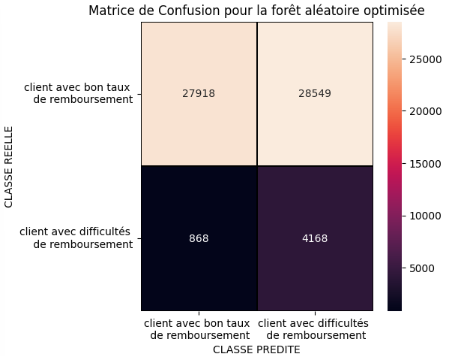 Matrice de Confusion pour la forêt aléatoire optimisée
CLASSE REELLE
client avec bon taux
de remboursement
27918
28549
client avec difficultés
de remboursement
868
4168
25000
20000
15000
10000
5000
client avec bon taux
de remboursement
client avec difficultés
de remboursement
CLASSE PREDITE